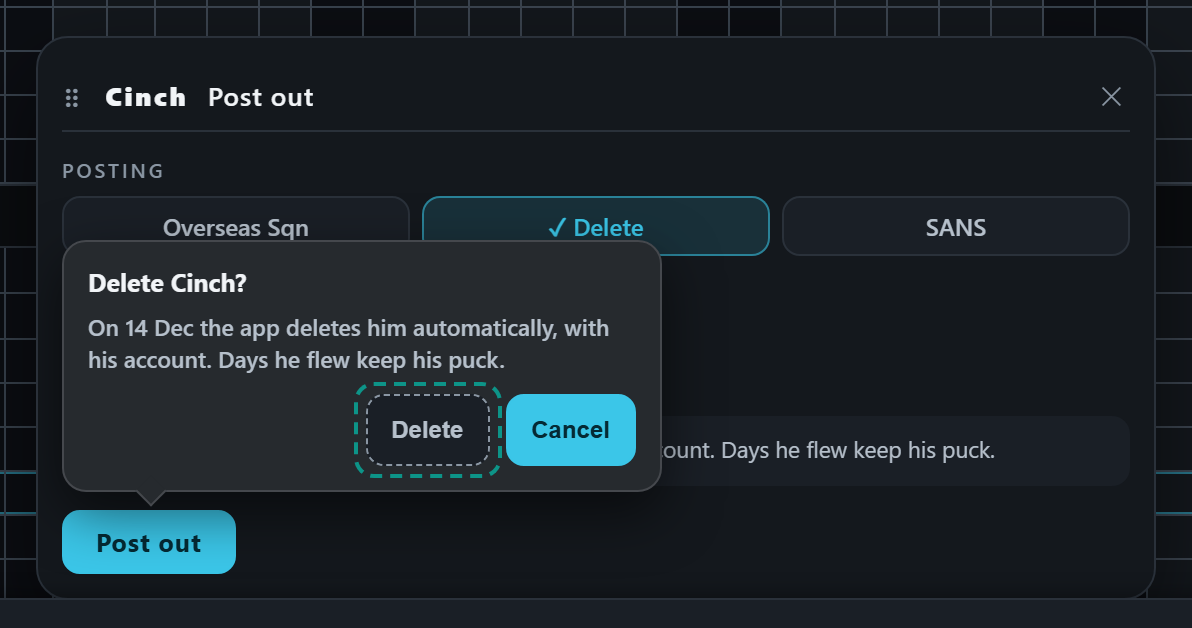 Cinch Post out
POSTING
Overseas Sqn
✓ Delete
SANS
Delete Cinch?
On 14 Dec the app deletes him automatically, with
his account. Days he flew keep his puck.
Delete
Cancel
ount. Days he flew keep his puck.
Post out